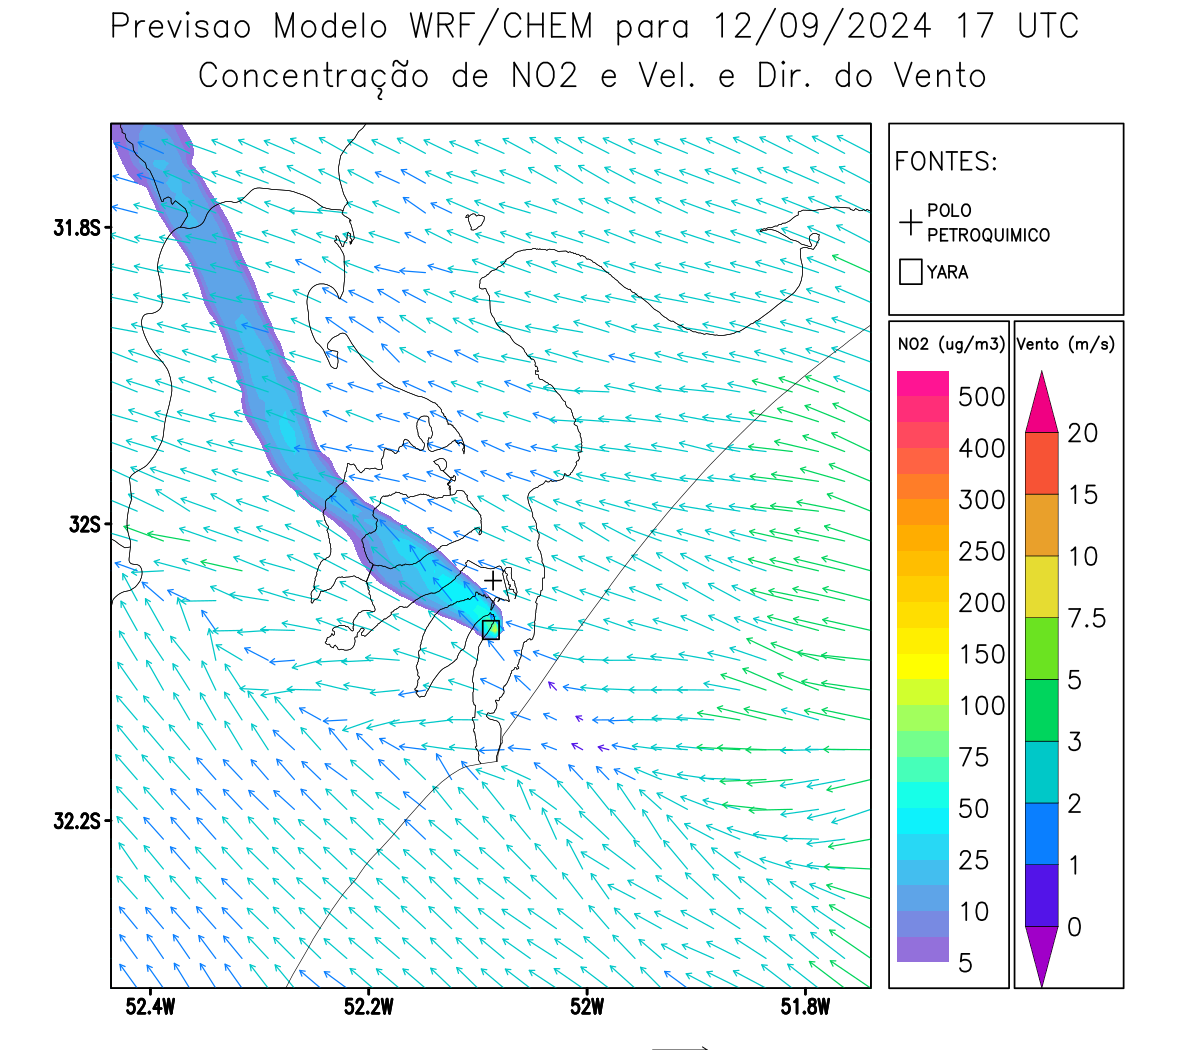 Previsao Modelo WRF/CHEM para 12/09/2024 17 UTC
Concentração de NO2 e Vel. e Dir. do Vento
FONTES:
POLO
PETROQUIMICO
YARA
NO2 (ug/m3)
500
400
300
250
200
150
100
75
50
25
10
5
Vento (m/s)
20
15
10
7.5
5
3
2
1
0
31.8S
32S
32.2S
52.4W
52.2W
52W
51.8W